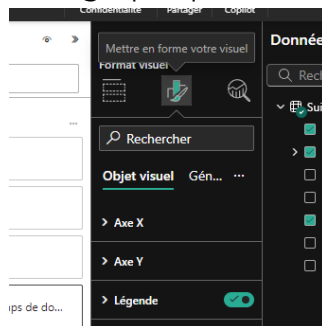 Confidentialité Partager Copilot
Mettre en forme votre visuel
Donnée
Format visuel
Rech
Sui
Rechercher
Objet visuel Gén... ...
Axe X
Axe Y
Légende
ps de do...